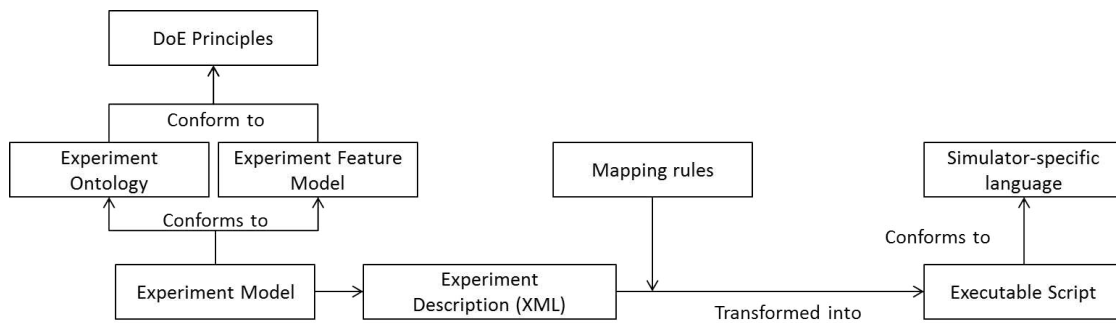 DoE Principles
Conform to
Experiment
Ontology
Experiment Feature
Model
Mapping rules
Simulator-specific
language
Conforms to
Conforms to
Experiment Model
Experiment
Description (XML)
Transformed into
Executable Script